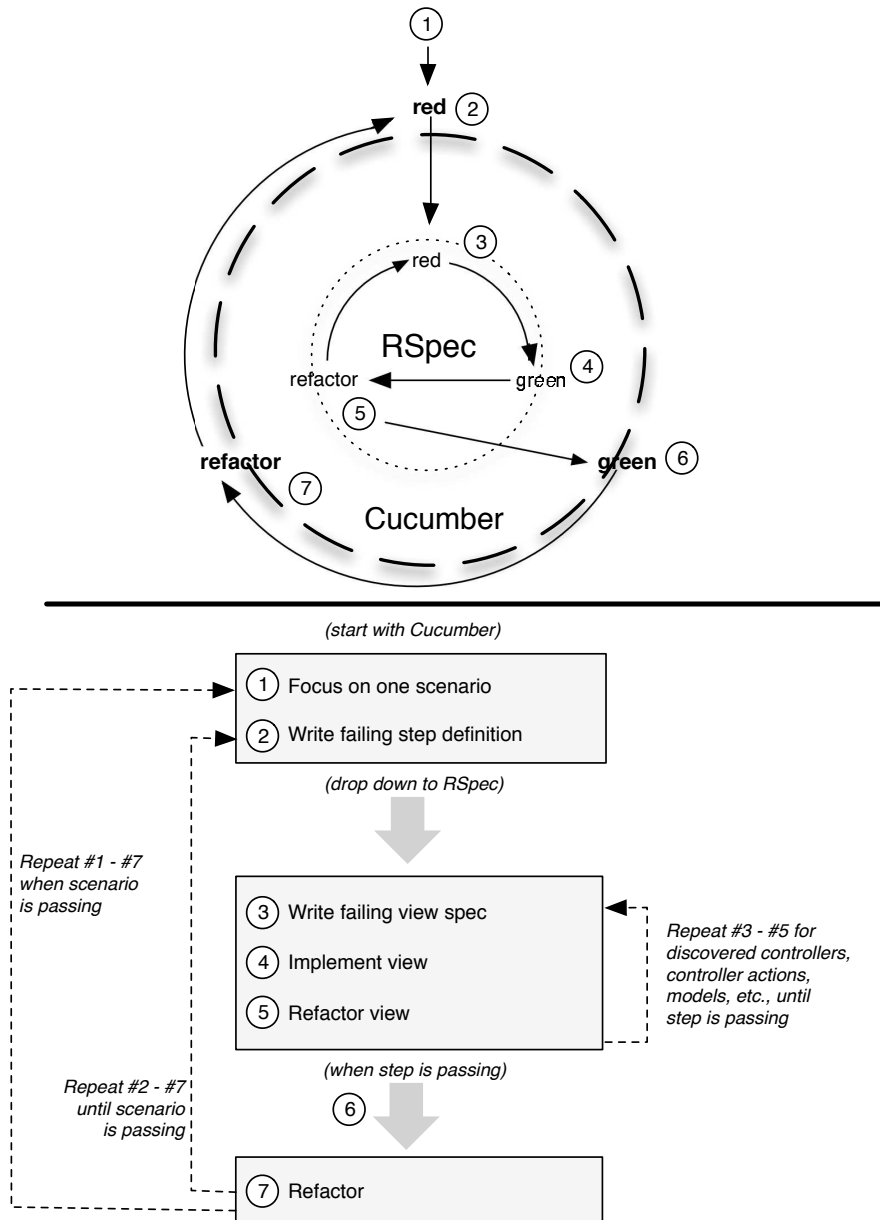 1
red 2
3
red
RSpec
refactor
green 4
5
refactor
green 6
7
Cucumber
(start with Cucumber)
1 Focus on one scenario
2 Write failing step definition
(drop down to RSpec)
Repeat #1 - #7
when scenario
is passing
3 Write failing view spec
4 Implement view
5 Refactor view
Repeat #3 - #5 for
discovered controllers,
controller actions,
models, etc., until
step is passing
(when step is passing)
6
Repeat #2 - #7
until scenario
is passing
7 Refactor